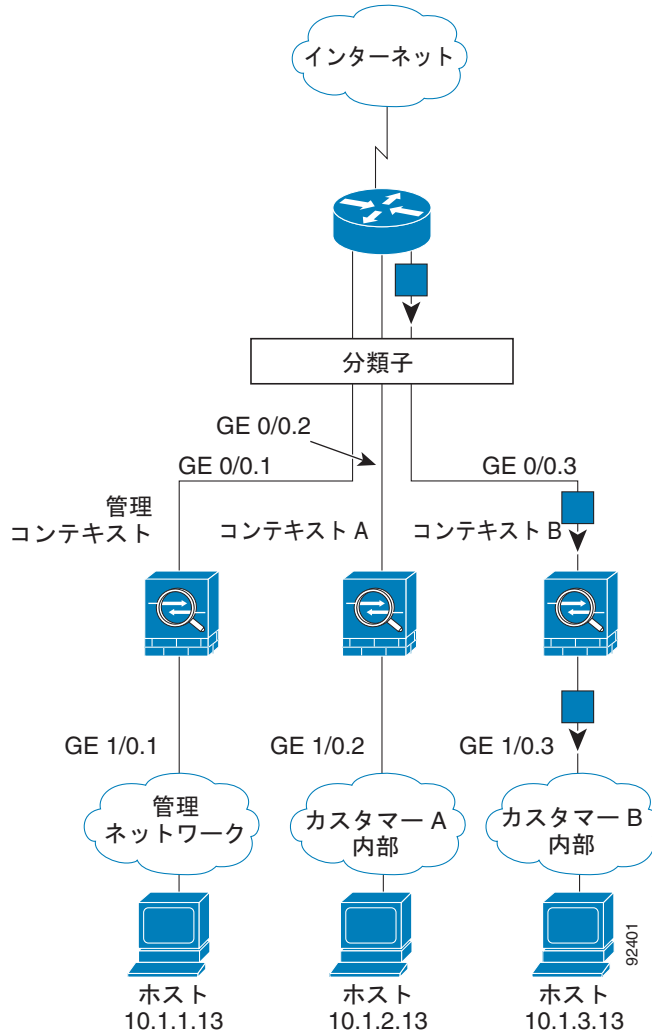 インターネット
分類子
GE 0/0.2
GE 0/0.1
GE 0/0.3
管理
コンテキスト
コンテキスト A
コンテキスト B
GE 1/0.1
GE 1/0.2
GE 1/0.3
管理
ネットワーク
カスタマー A
内部
カスタマー B
内部
92401
ホスト
10.1.1.13
ホスト
10.1.2.13
ホスト
10.1.3.13